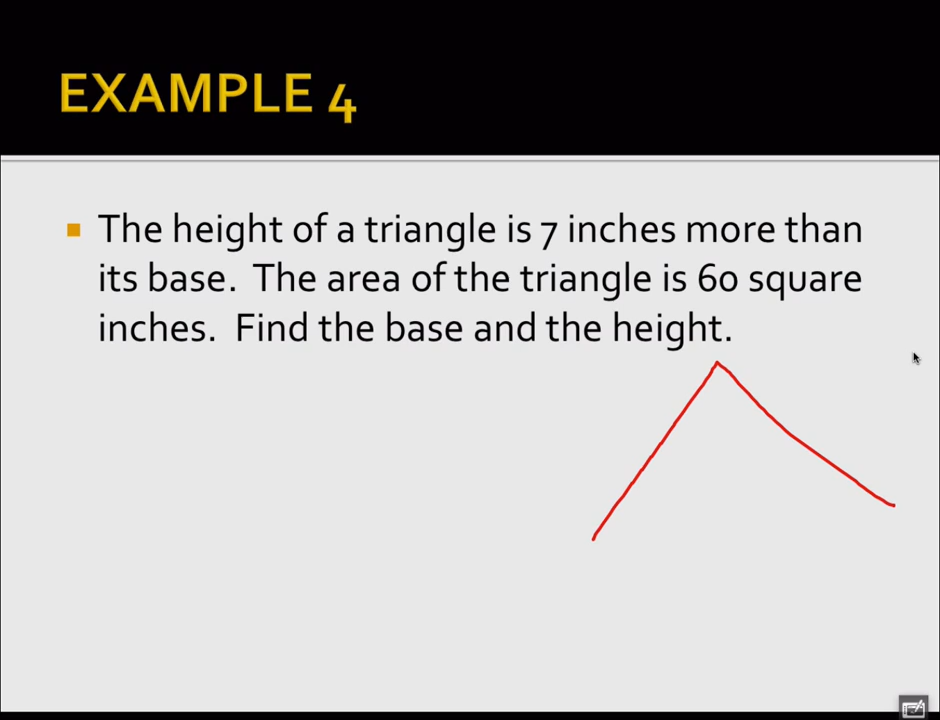 EXAMPLE 4
The height of a triangle is 7 inches more than
its base. The area of the triangle is 60 square
inches. Find the base and the height.